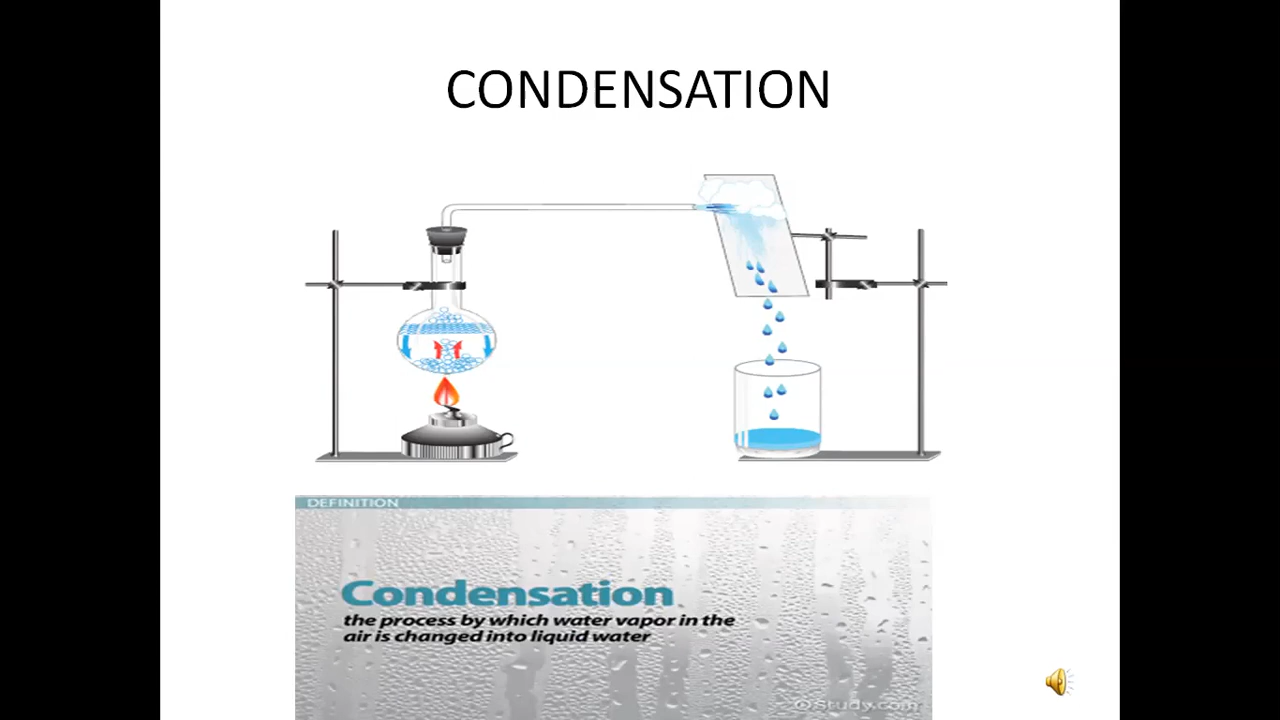 CONDENSATION
DEFINITION
Condensation
the process by which water vapor in the
air is changed into liquid water
Study.com